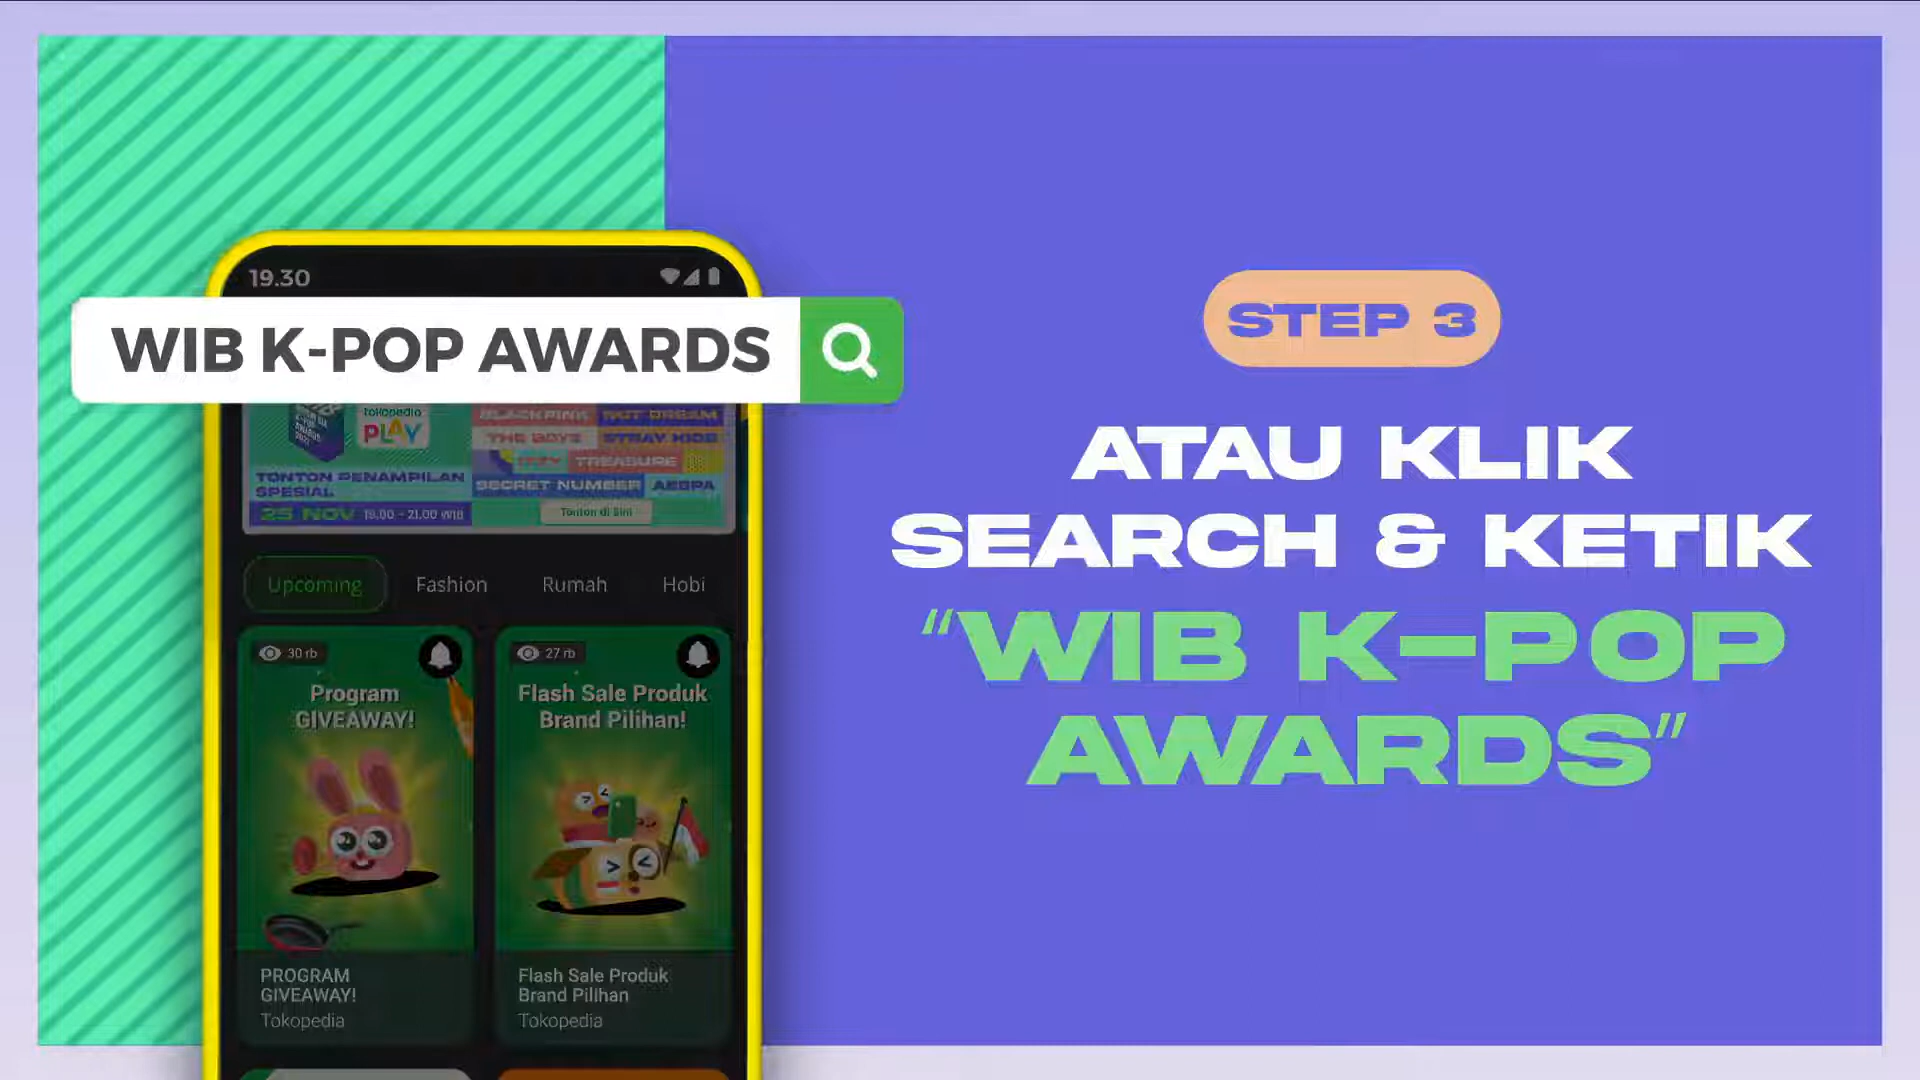 19.30
WIB K-POP AWARDS
tokopedia
PLAY
BLACKPINK NCT DREAM
THE BOYZ STRAY KIDS
ITZY TREASURE
SECRET NUMBER AESPA
TONTON PENAMPILAN
SPESIAL
25 NOV 19.00 - 21.00 WIB
Tonton di Sini
Upcoming Fashion Rumah Hobi
30 rb
Program
GIVEAWAY!
PROGRAM
GIVEAWAY!
Tokopedia
27 rb
Flash Sale Produk
Brand Pilihan!
Flash Sale Produk
Brand Pilihan
Tokopedia
STEP 3
ATAU KLIK
SEARCH & KETIK
“WIB K-POP
AWARDS”